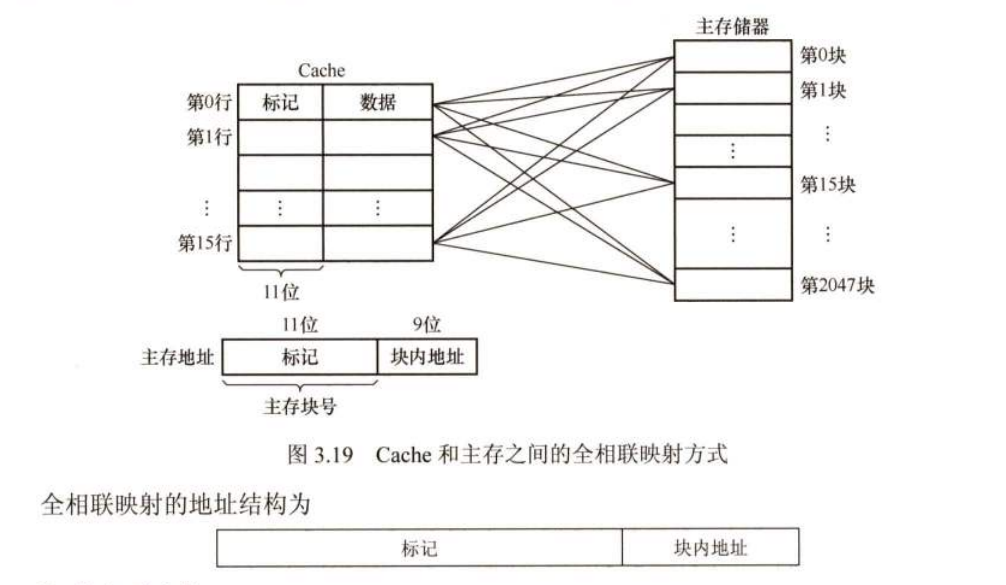 主存储器
第0块
Cache
第0行 标记 数据
第1块
第1行
⋮
⋮
第15块
⋮ ⋮ ⋮
第15行
⋮ ⋮
11位
第2047块
11位 9位
主存地址 标记 块内地址
主存块号
图 3.19 Cache 和主存之间的全相联映射方式
全相联映射的地址结构为
标记 块内地址